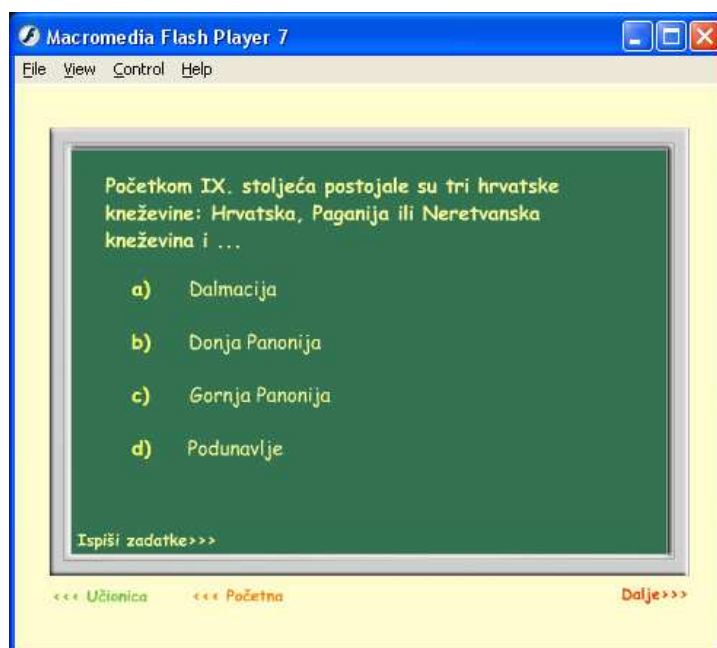 Macromedia Flash Player 7
File View Control Help
Početkom IX. stoljeća postojale su tri hrvatske
kneževine: Hrvatska, Paganija ili Neretvanska
kneževina i ...
a) Dalmacija
b) Donja Panonija
c) Gornja Panonija
d) Podunavlje
Ispiši zadatke>>>
<<< Učionica <<< Početna Dalje>>>